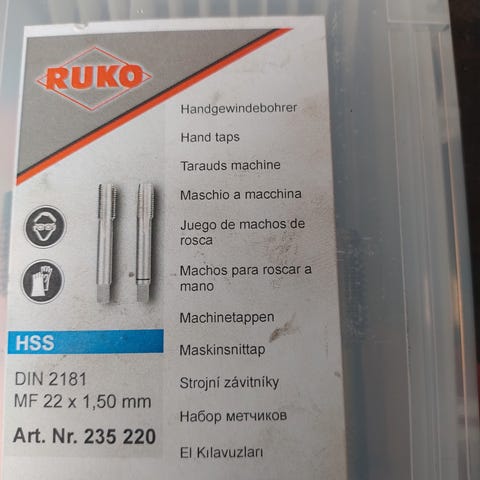 RUKO
Handgewindebohrer
Hand taps
Tarauds machine
Maschio a macchina
Juego de machos de
rosca
Machos para roscar a
mano
Machinetappen
Maskinsnittap
Strojní závitníky
Набор метчиков
El Kılavuzları
HSS
DIN 2181
MF 22 x 1,50 mm
Art. Nr. 235 220